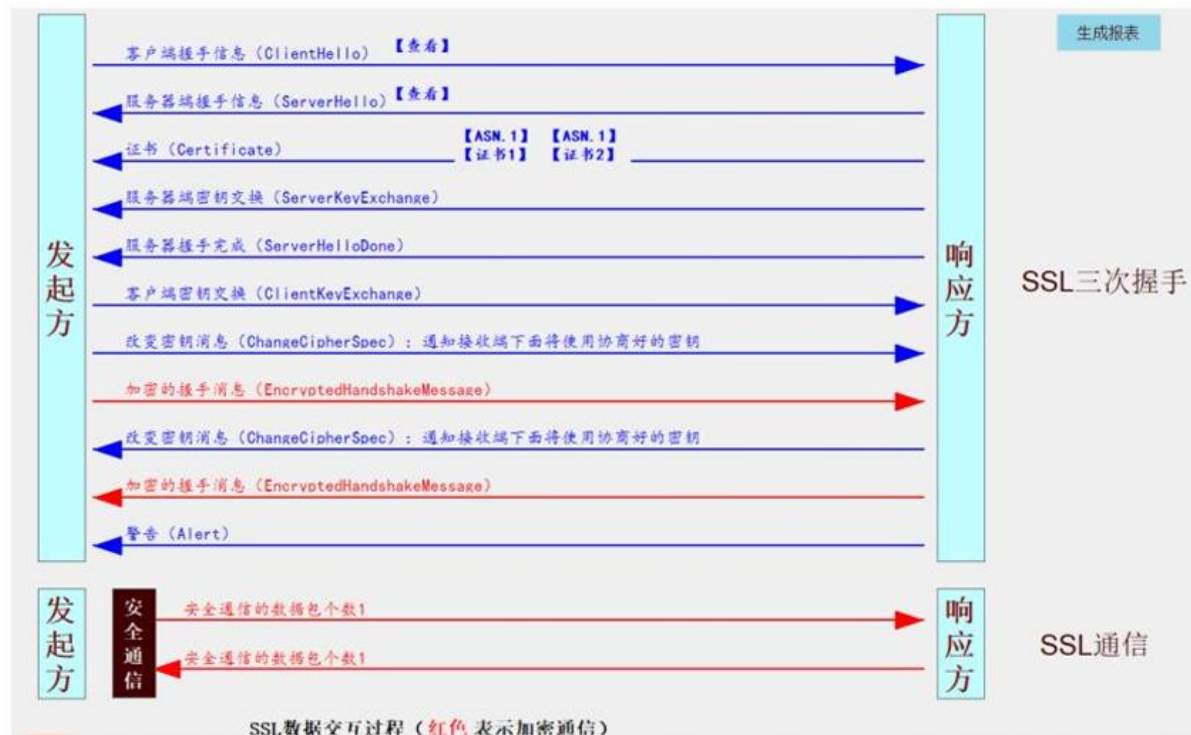 生成报表
客户端握手信息（ClientHello） 【查看】
服务器端握手信息（ServerHello） 【查看】
【ASN.1】 【ASN.1】
证书（Certificate） 【证书1】 【证书2】
服务器端密钥交换（ServerKeyExchange）
服务器握手完成（ServerHelloDone）
客户端密钥交换（ClientKeyExchange）
改变密钥消息（ChangeCipherSpec）：通知接收端下面将使用协商好的密钥
加密的握手消息（EncryptedHandshakeMessage）
改变密钥消息（ChangeCipherSpec）：通知接收端下面将使用协商好的密钥
加密的握手消息（EncryptedHandshakeMessage）
警告（Alert）
发起方
响应方
SSL三次握手
发起方
安全通信
安全通信的数据包个数1
安全通信的数据包个数1
响应方
SSL通信
SSL数据交互过程（红色 表示加密通信）